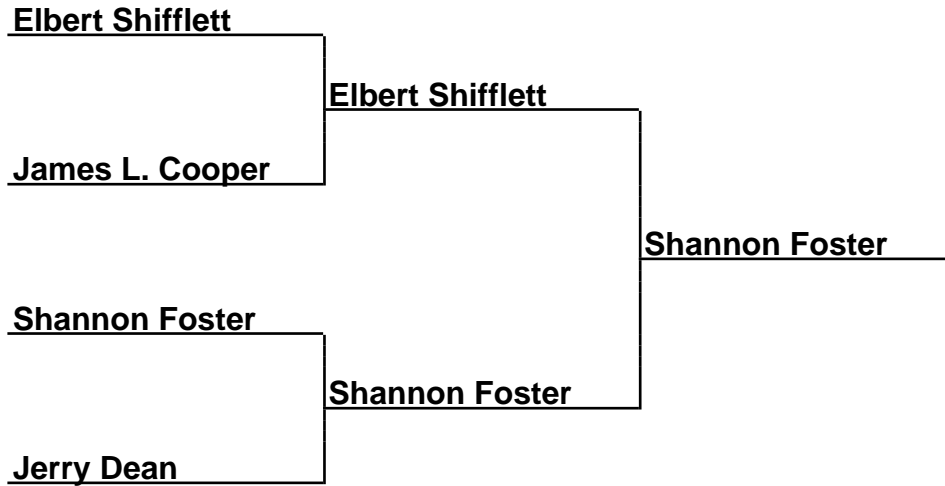 Elbert Shifflett
Elbert Shifflett
James L. Cooper
Shannon Foster
Shannon Foster
Shannon Foster
Jerry Dean